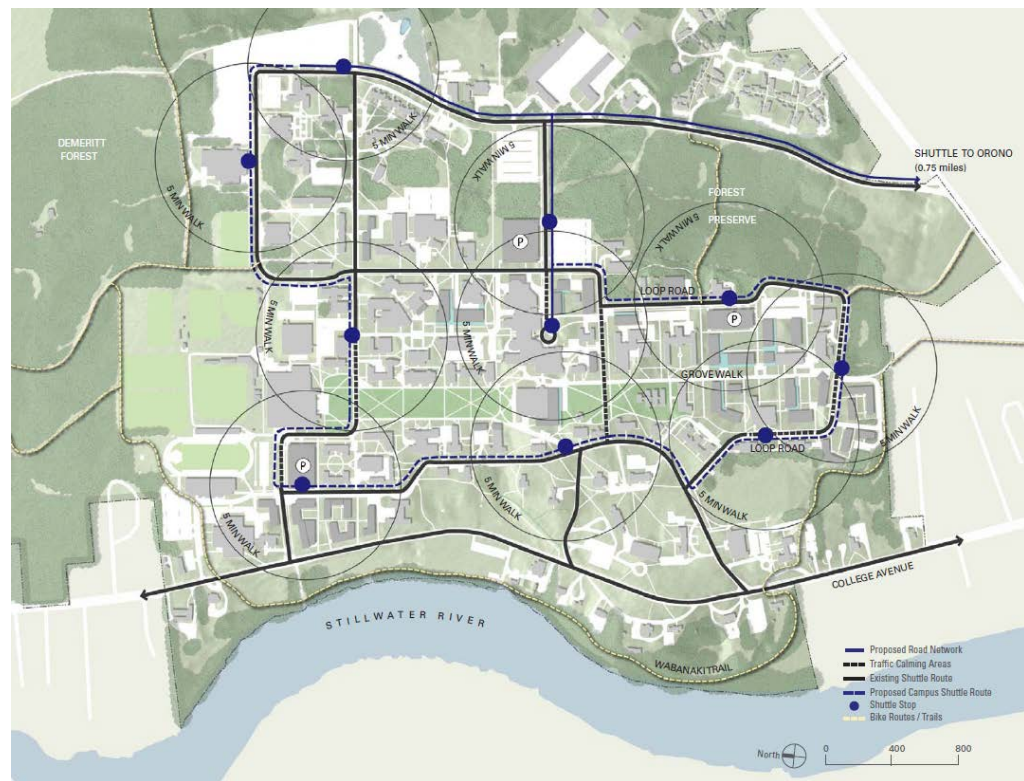 DEMERITT
FOREST
5 MIN WALK
5 MIN WALK
5 MIN WALK
SHUTTLE TO ORONO
(0.75 miles)
FOREST
PRESERVE
5 MIN WALK
P
LOOP ROAD
P
5 MIN WALK
5 MIN WALK
GROVE WALK
5 MIN WALK
LOOP ROAD
P
5 MIN WALK
5 MIN WALK
5 MIN WALK
COLLEGE AVENUE
STILLWATER RIVER
WABANAKI TRAIL
Proposed Road Network
Traffic Calming Areas
Existing Shuttle Route
Proposed Campus Shuttle Route
Shuttle Stop
Bike Routes / Trails
North
0 400 800